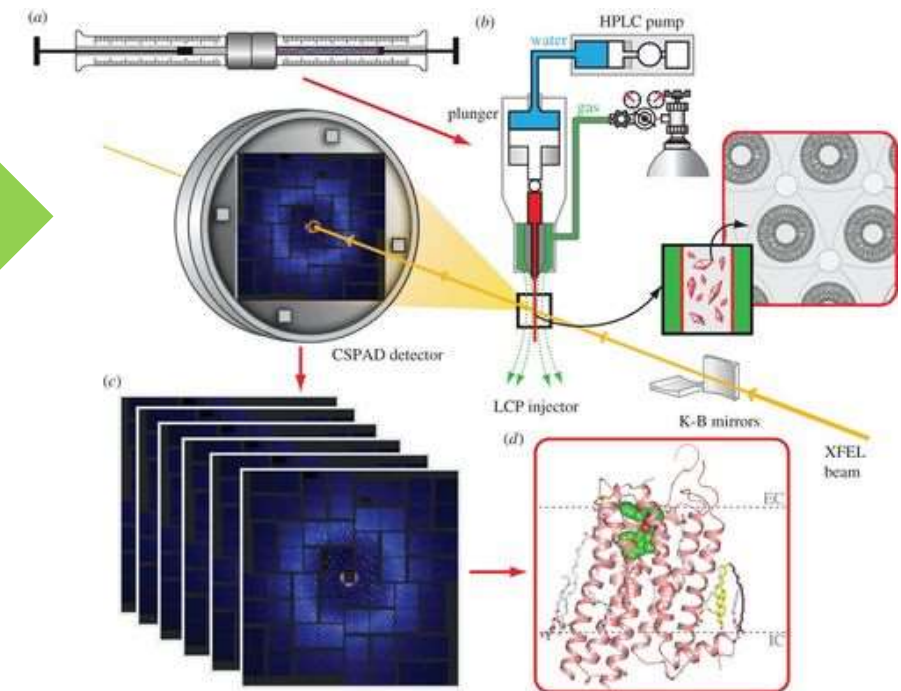 (a)
(b)
HPLC pump
water
plunger
gas
CSPAD detector
(c)
LCP injector
K-B mirrors
(d)
XFEL
beam
EC
IC